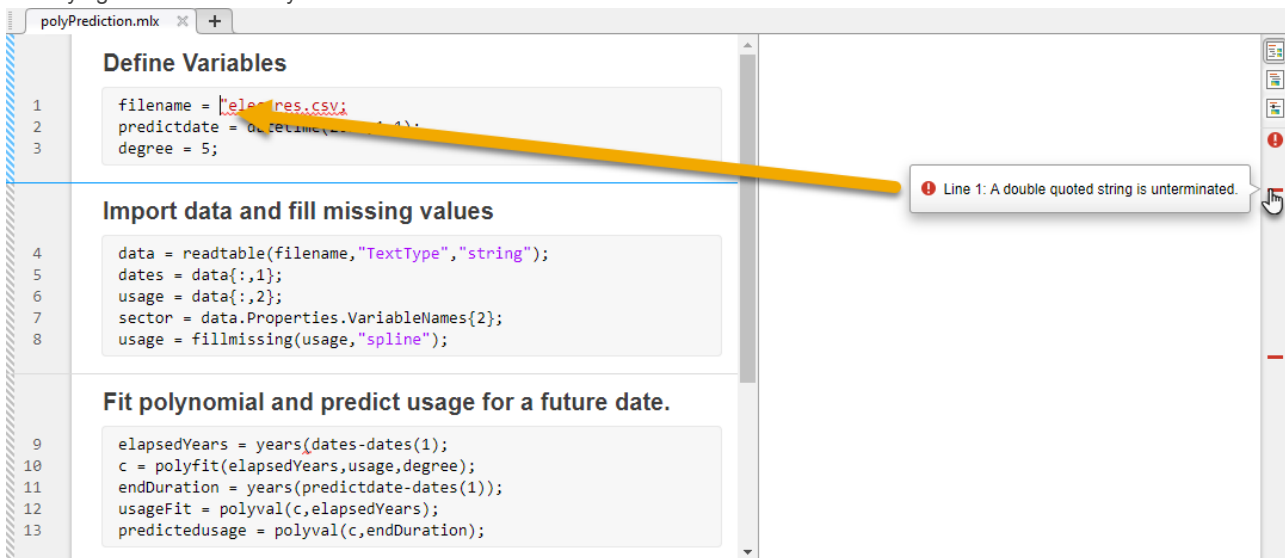 polyPrediction.mlx
Define Variables
1 filename = "electres.csv;
2 predictdate = datetime(
3 degree = 5;
Line 1: A double quoted string is unterminated.
Import data and fill missing values
4 data = readtable(filename,"TextType","string");
5 dates = data{:,1};
6 usage = data{:,2};
7 sector = data.Properties.VariableNames{2};
8 usage = fillmissing(usage,"spline");
Fit polynomial and predict usage for a future date.
9 elapsedYears = years(dates-dates(1);
10 c = polyfit(elapsedYears,usage,degree);
11 endDuration = years(predictdate-dates(1));
12 usageFit = polyval(c,elapsedYears);
13 predictedusage = polyval(c,endDuration);